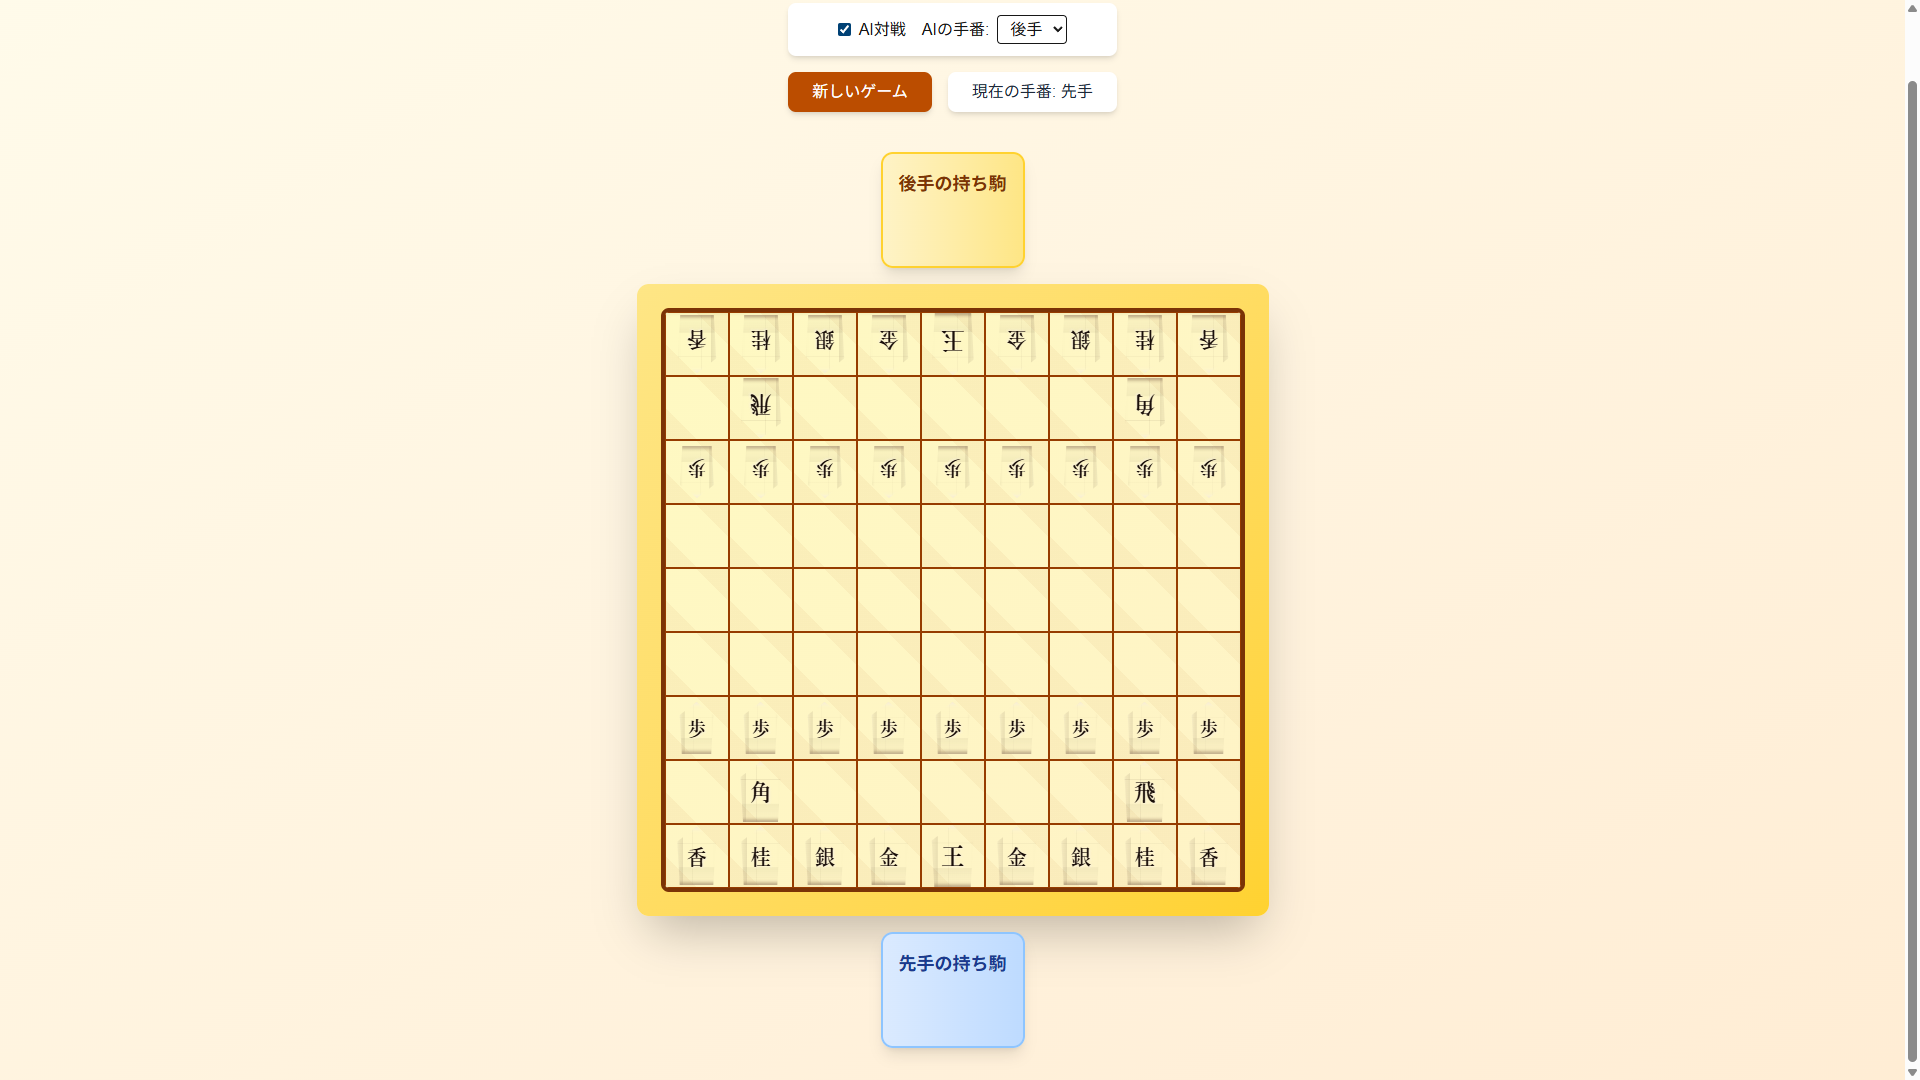 AI対戦 AIの手番: 後手
新しいゲーム 現在の手番: 先手
後手の持ち駒
香 桂 銀 金 王 金 銀 桂 香
飛 角
歩 歩 歩 歩 歩 歩 歩 歩 歩
歩 歩 歩 歩 歩 歩 歩 歩 歩
角 飛
香 桂 銀 金 王 金 銀 桂 香
先手の持ち駒